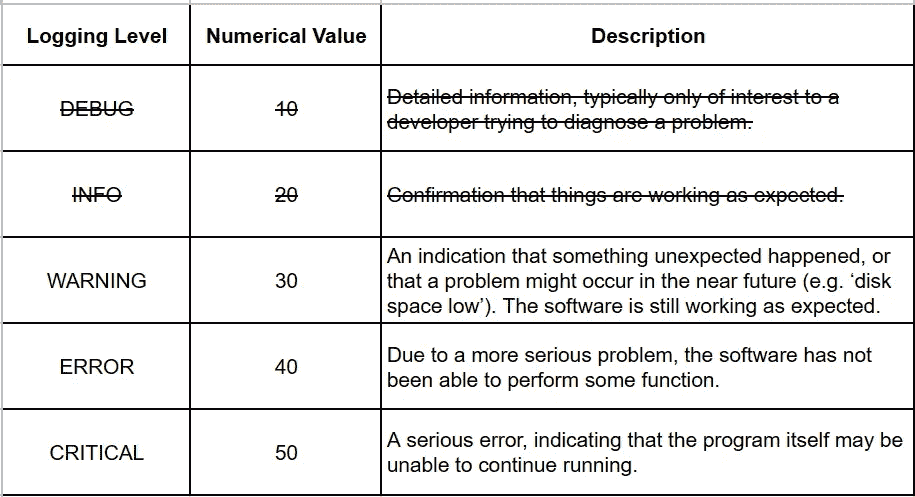 Logging Level Numerical Value Description
DEBUG 10 Detailed information, typically only of interest to a
developer trying to diagnose a problem.
INFO 20 Confirmation that things are working as expected.
An indication that something unexpected happened, or
WARNING 30 that a problem might occur in the near future (e.g. ‘disk
space low’). The software is still working as expected.
ERROR 40 Due to a more serious problem, the software has not
been able to perform some function.
CRITICAL 50 A serious error, indicating that the program itself may be
unable to continue running.